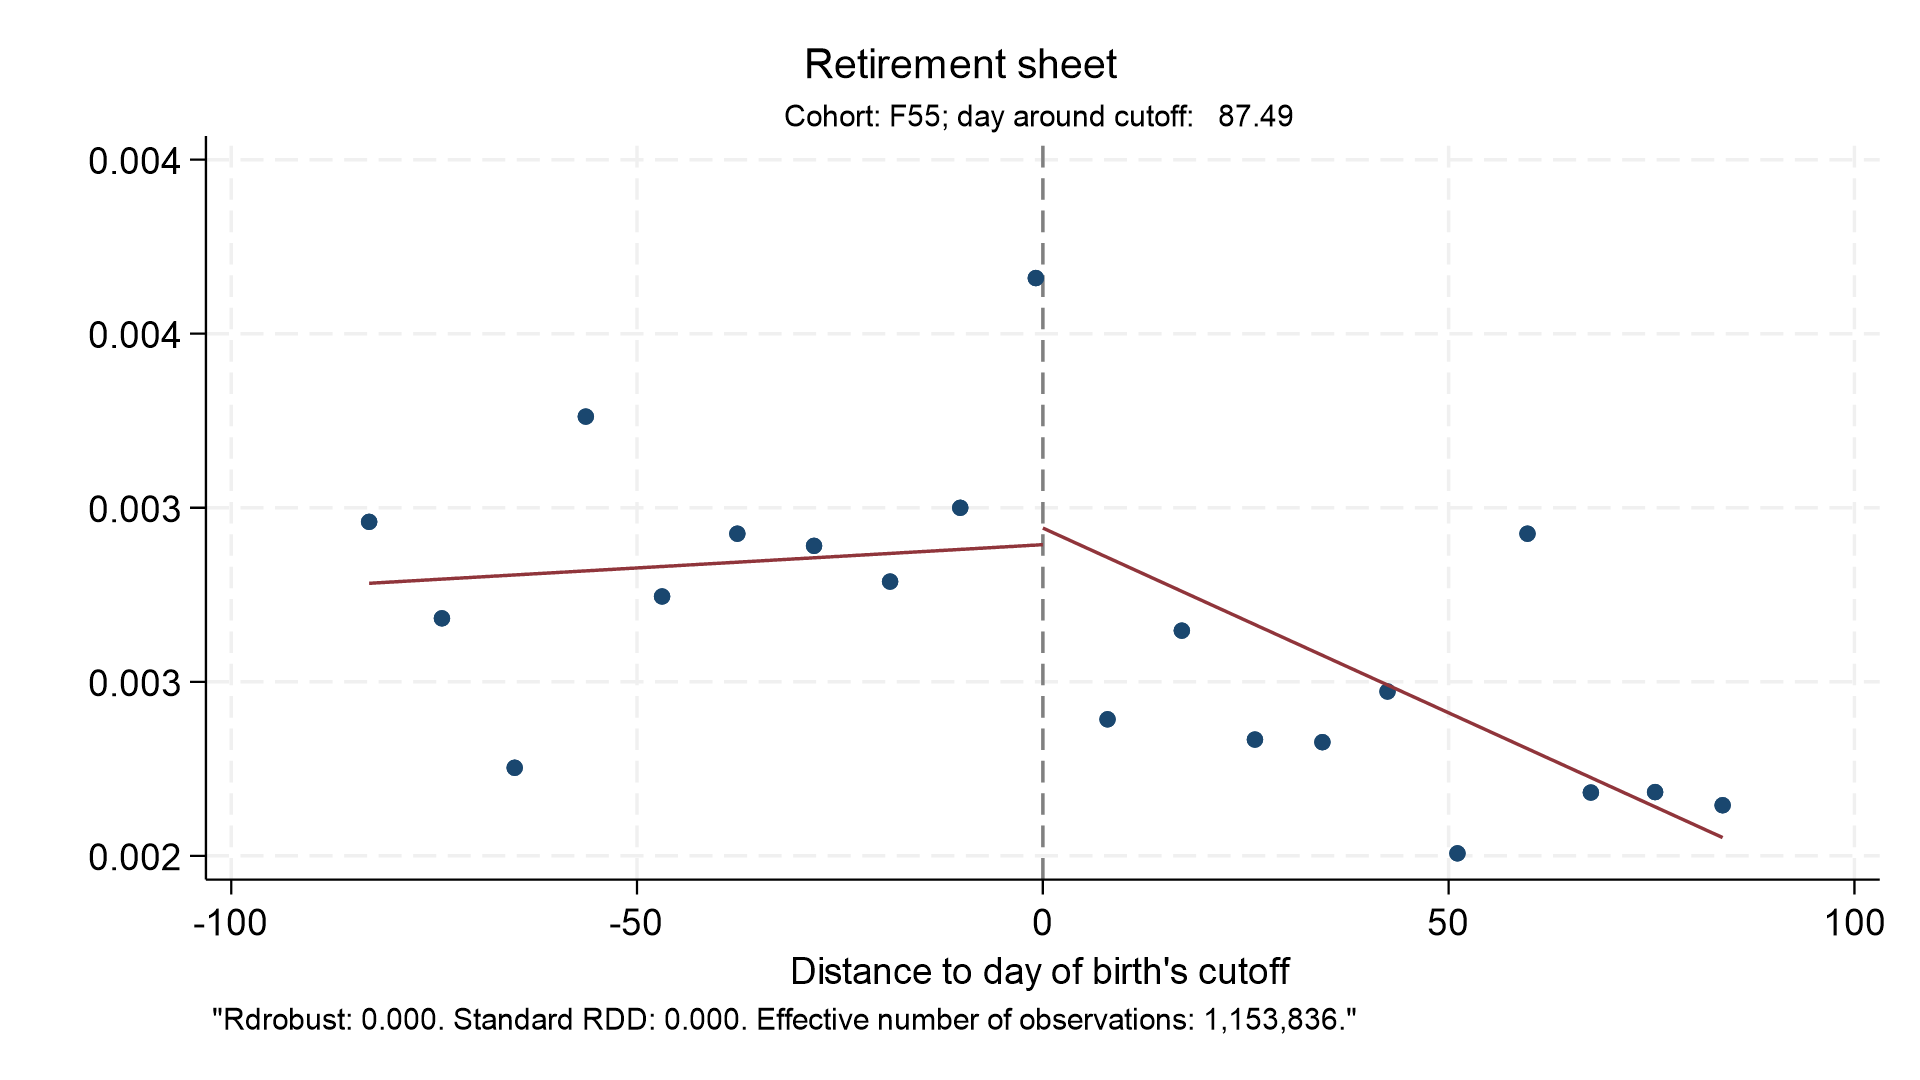 Retirement sheet
Cohort: F55; day around cutoff: 87.49
0.004
0.004
0.003
0.003
0.002
-100 -50 0 50 100
Distance to day of birth's cutoff
"Rdrobust: 0.000. Standard RDD: 0.000. Effective number of observations: 1,153,836."